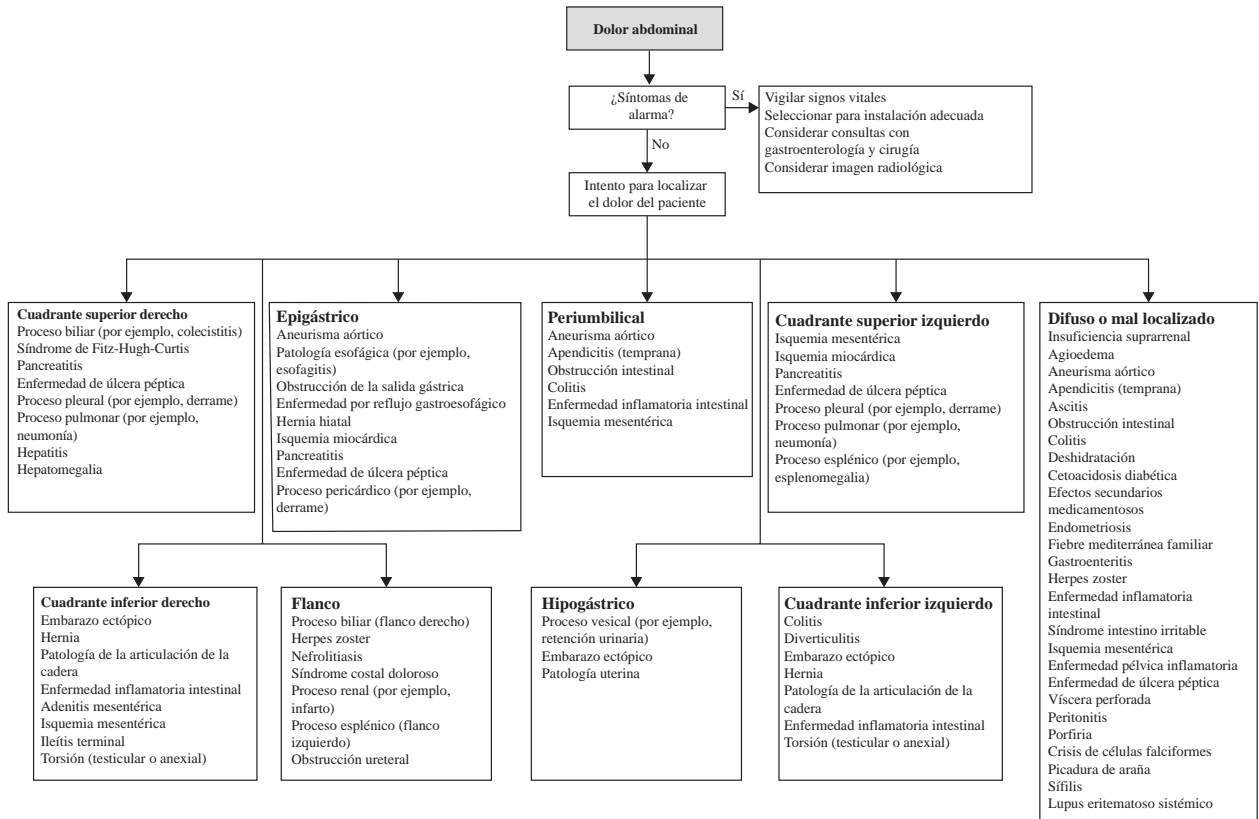 Dolor abdominal
¿Síntomas de
alarma?
Sí
Vigilar signos vitales
Seleccionar para instalación adecuada
Considerar consultas con
gastroenterología y cirugía
Considerar imagen radiológica
No
Intento para localizar
el dolor del paciente
Cuadrante superior derecho
Proceso biliar (por ejemplo, colecistitis)
Síndrome de Fitz-Hugh-Curtis
Pancreatitis
Enfermedad de úlcera péptica
Proceso pleural (por ejemplo, derrame)
Proceso pulmonar (por ejemplo,
neumonía)
Hepatitis
Hepatomegalia
Epigástrico
Aneurisma aórtico
Patología esofágica (por ejemplo,
esofagitis)
Obstrucción de la salida gástrica
Enfermedad por reflujo gastroesofágico
Hernia hiatal
Isquemia miocárdica
Pancreatitis
Enfermedad de úlcera péptica
Proceso pericárdico (por ejemplo,
derrame)
Periumbilical
Aneurisma aórtico
Apendicitis (temprana)
Obstrucción intestinal
Colitis
Enfermedad inflamatoria intestinal
Isquemia mesentérica
Cuadrante superior izquierdo
Isquemia mesentérica
Isquemia miocárdica
Pancreatitis
Enfermedad de úlcera péptica
Proceso pleural (por ejemplo, derrame)
Proceso pulmonar (por ejemplo,
neumonía)
Proceso esplénico (por ejemplo,
esplenomegalia)
Difuso o mal localizado
Insuficiencia suprarrenal
Agioedema
Aneurisma aórtico
Apendicitis (temprana)
Ascitis
Obstrucción intestinal
Colitis
Deshidratación
Cetoacidosis diabética
Efectos secundarios
medicamentosos
Endometriosis
Fiebre mediterránea familiar
Gastroenteritis
Herpes zoster
Enfermedad inflamatoria
intestinal
Síndrome intestino irritable
Isquemia mesentérica
Enfermedad pélvica inflamatoria
Enfermedad de úlcera péptica
Víscera perforada
Peritonitis
Porfiria
Crisis de células falciformes
Picadura de araña
Sífilis
Lupus eritematoso sistémico
Cuadrante inferior derecho
Embarazo ectópico
Hernia
Patología de la articulación de la
cadera
Enfermedad inflamatoria intestinal
Adenitis mesentérica
Isquemia mesentérica
Ileítis terminal
Torsión (testicular o anexial)
Flanco
Proceso biliar (flanco derecho)
Herpes zoster
Nefrolitiasis
Síndrome costal doloroso
Proceso renal (por ejemplo,
infarto)
Proceso esplénico (flanco
izquierdo)
Obstrucción ureteral
Hipogástrico
Proceso vesical (por ejemplo,
retención urinaria)
Embarazo ectópico
Patología uterina
Cuadrante inferior izquierdo
Colitis
Diverticulitis
Embarazo ectópico
Hernia
Patología de la articulación de la
cadera
Enfermedad inflamatoria intestinal
Torsión (testicular o anexial)